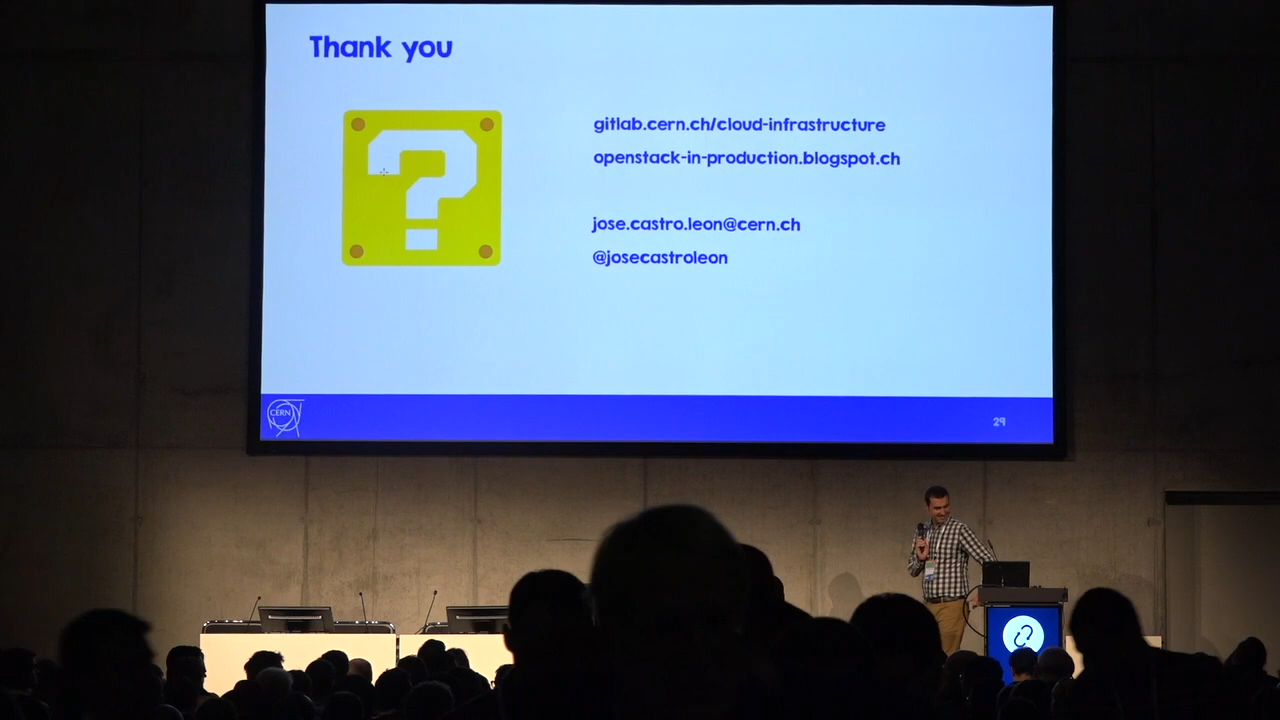 Thank you
?
gitlab.cern.ch/cloud-infrastructure
openstack-in-production.blogspot.ch
jose.castro.leon@cern.ch
@josecastroleon
CERN
29